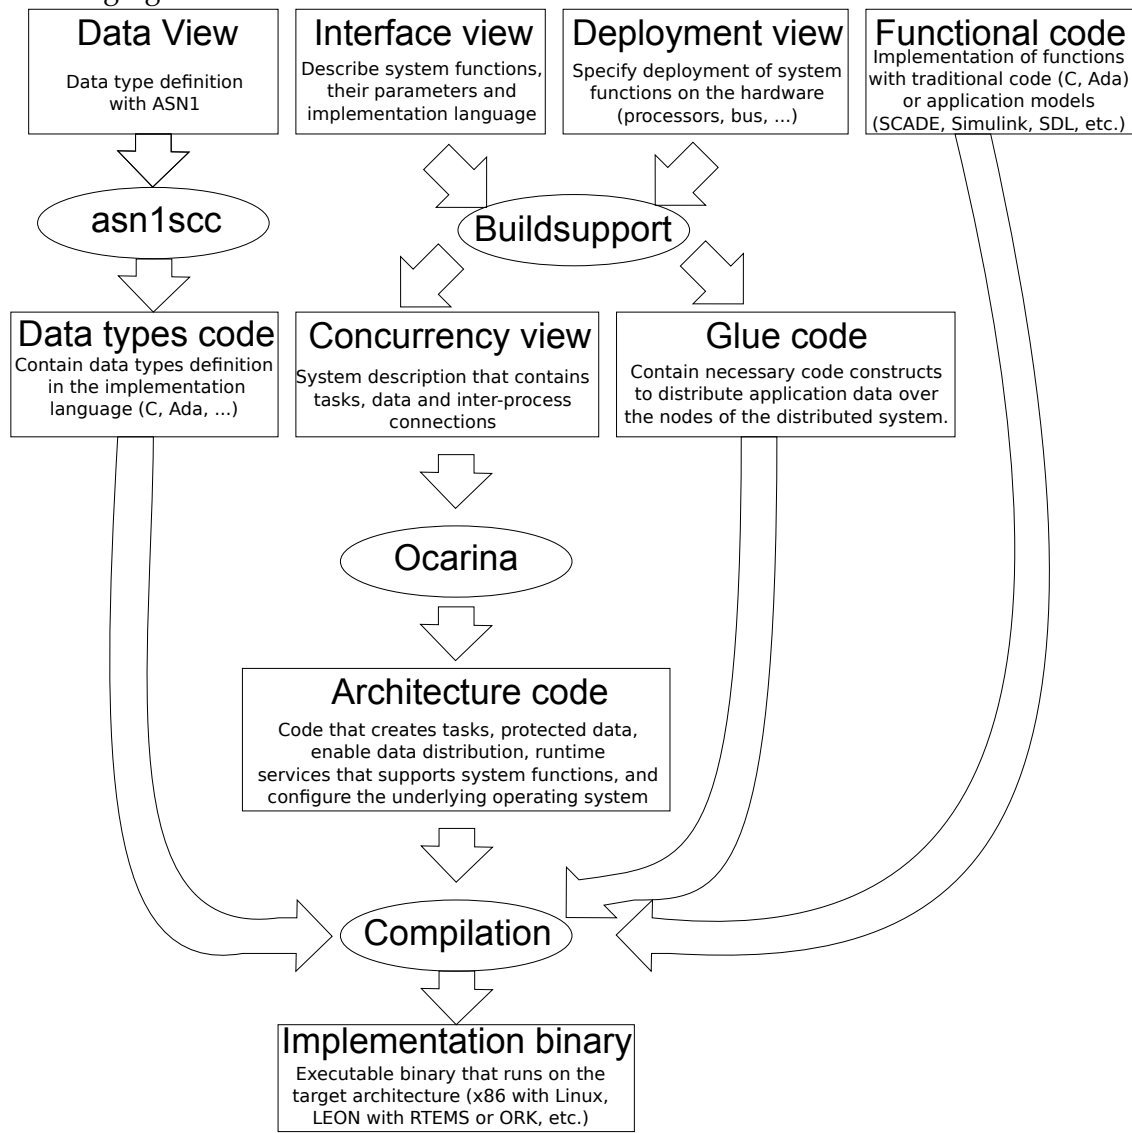 Data View
Data type definition
with ASN1
Interface view
Describe system functions,
their parameters and
implementation language
Deployment view
Specify deployment of system
functions on the hardware
(processors, bus, ...)
Functional code
Implementation of functions
with traditional code (C, Ada)
or application models
(SCADE, Simulink, SDL, etc.)
asn1scc
Buildsupport
Data types code
Contain data types definition
in the implementation
language (C, Ada, ...)
Concurrency view
System description that contains
tasks, data and inter-process
connections
Glue code
Contain necessary code constructs
to distribute application data over
the nodes of the distributed system.
Ocarina
Architecture code
Code that creates tasks, protected data,
enable data distribution, runtime
services that supports system functions, and
configure the underlying operating system
Compilation
Implementation binary
Executable binary that runs on the
target architecture (x86 with Linux,
LEON with RTEMS or ORK, etc.)